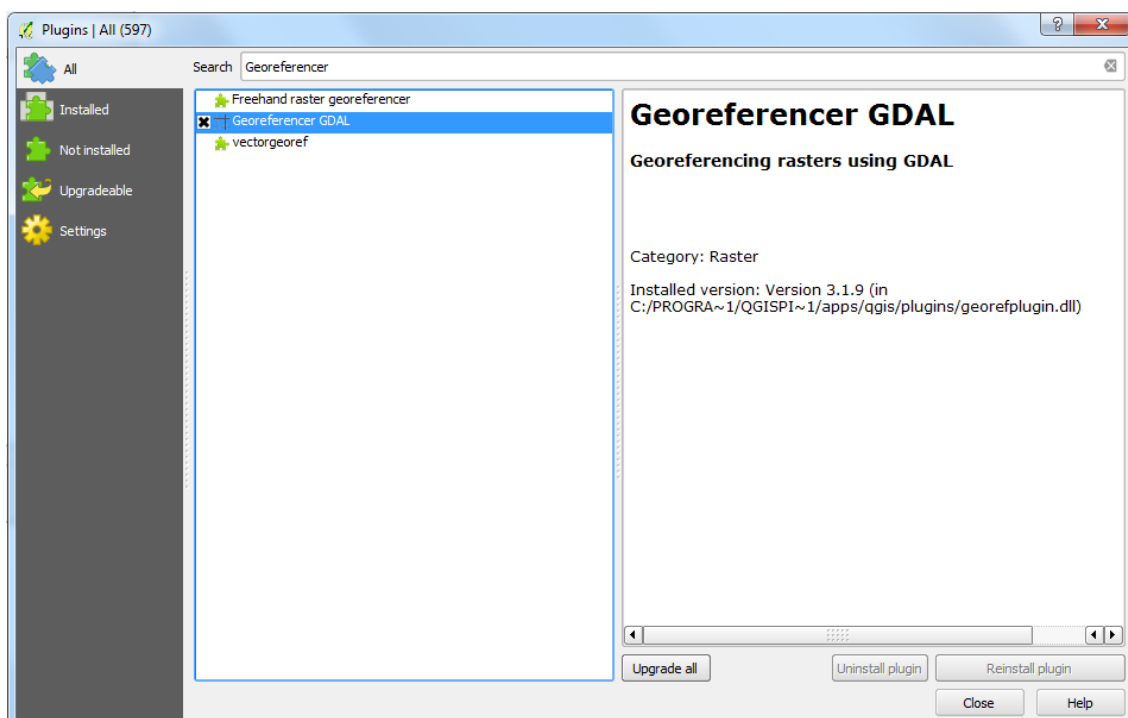 Plugins | All (597)
All
Installed
Not installed
Upgradeable
Settings
Search Georeferencer
Freehand raster georeferencer
Georeferencer GDAL
vectorgeoref
Georeferencer GDAL
Georeferencing rasters using GDAL
Category: Raster
Installed version: Version 3.1.9 (in
C:/PROGRA~1/QGISPI~1/apps/qgis/plugins/georefplugin.dll)
Upgrade all
Uninstall plugin
Reinstall plugin
Close
Help